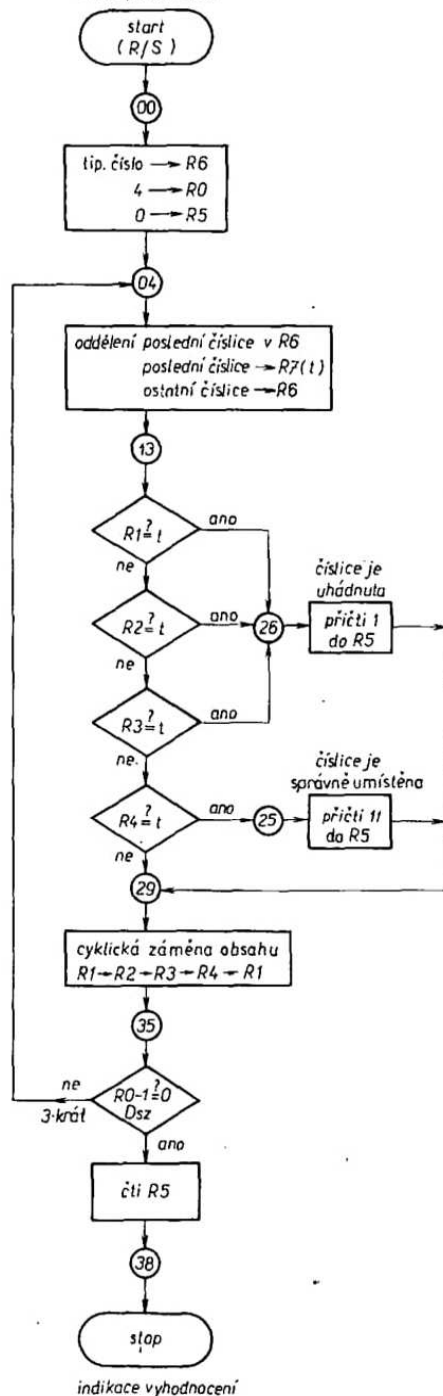 start
(R/S)
00
tip. číslo → R6
4 → R0
0 → R5
04
oddělení poslední číslice v R6
poslední číslice → R7(t)
ostatní číslice → R6
13
R1 ≟ t
ano
ne
číslice je
uhádnuta
R2 ≟ t
ano
26
přičti 1
do R5
ne
R3 ≟ t
ano
ne.
číslice je
správně umístěna
R4 ≟ t
ano
25
přičti 11
do R5
ne
29
cyklická záměna obsahu
R1→R2→R3→R4→R1
35
ne
3-krát
R0-1≟0
Dsz
ano
čti R5
38
stop
indikace vyhodnocení